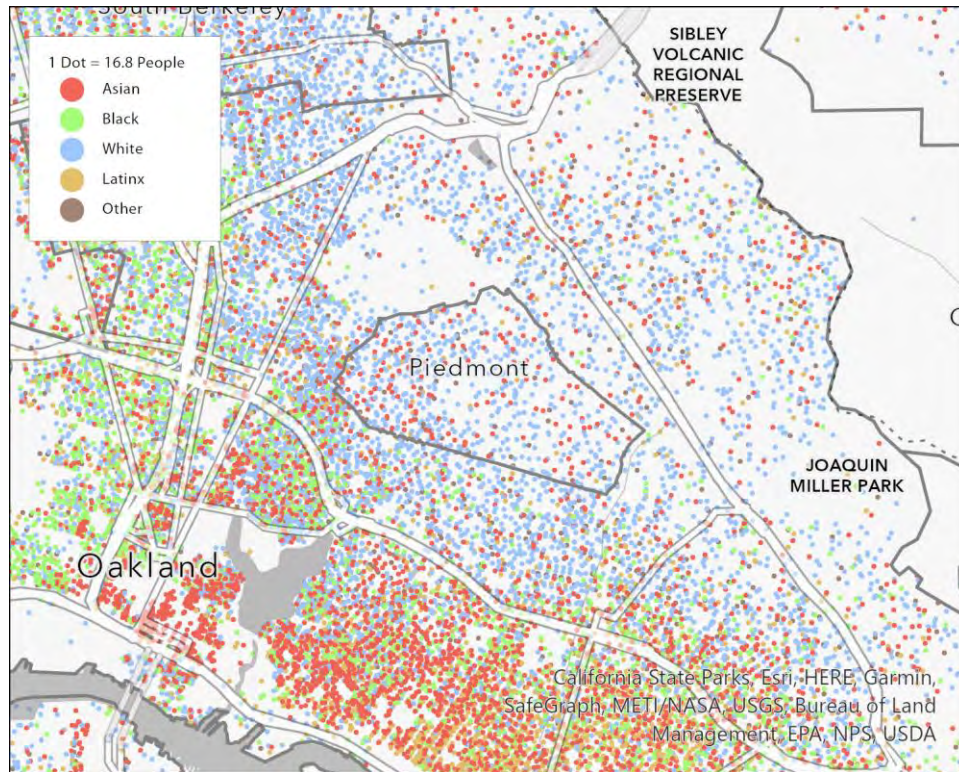 South Berkeley
1 Dot = 16.8 People
Asian
Black
White
Latinx
Other
SIBLEY
VOLCANIC
REGIONAL
PRESERVE
Piedmont
JOAQUIN
MILLER PARK
Oakland
California State Parks, Esri, HERE, Garmin,
SafeGraph, METI/NASA, USGS, Bureau of Land
Management, EPA, NPS, USDA